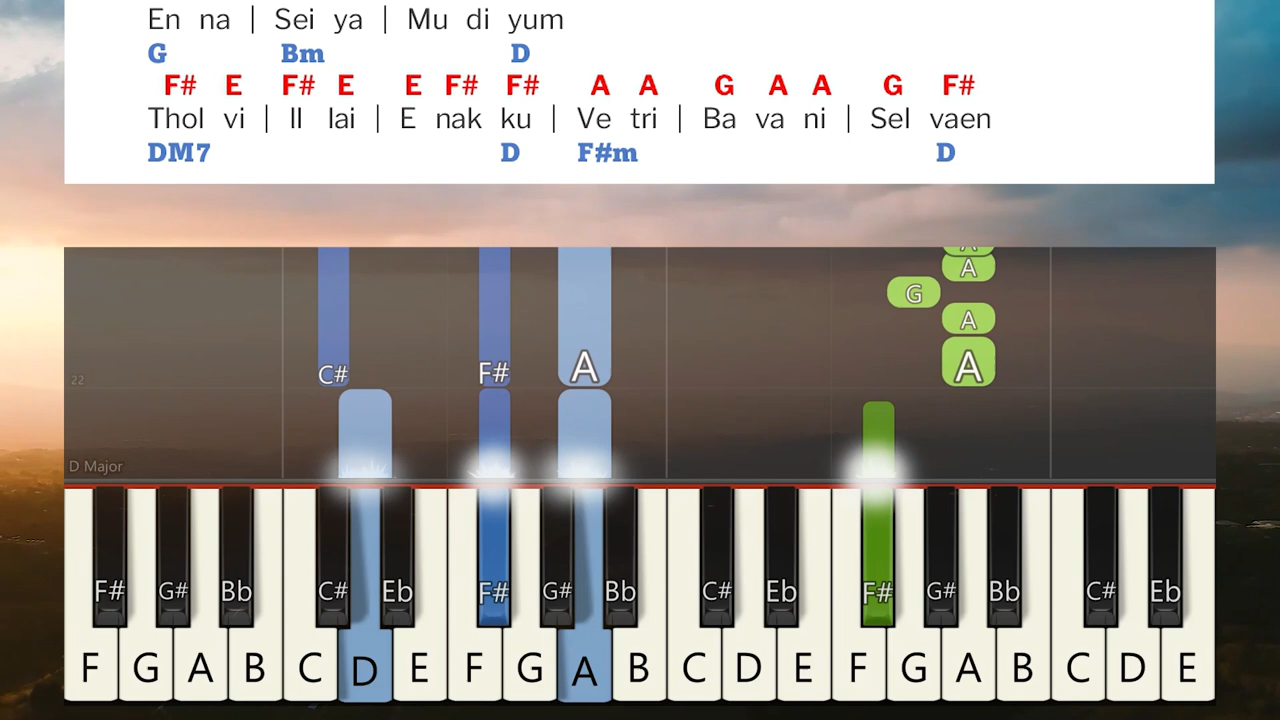 En na | Sei ya | Mu di yum
G Bm D
F# E F# E E F# F# A A G A A G F#
Thol vi | Il lai | E nak ku | Ve tri | Ba va ni | Sel vaen
DM7 D F#m D
A
A
G
A
C# F# A A
22
D Major
F# G# Bb C# Eb F# G# Bb C# Eb F# G# Bb C# Eb
F G A B C D E F G A B C D E F G A B C D E